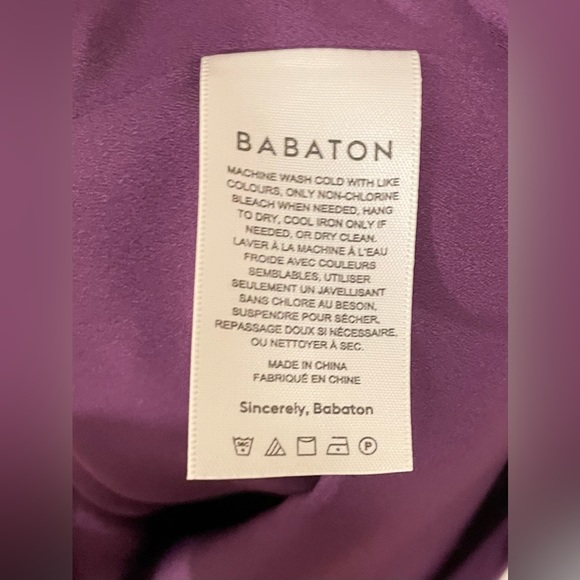 BABATON
MACHINE WASH COLD WITH LIKE
COLOURS, ONLY NON-CHLORINE
BLEACH WHEN NEEDED, HANG
TO DRY, COOL IRON ONLY IF
NEEDED, OR DRY CLEAN.
LAVER À LA MACHINE À L'EAU
FROIDE AVEC COULEURS
SEMBLABLES, UTILISER
SEULEMENT UN JAVELLISANT
SANS CHLORE AU BESOIN,
SUSPENDRE POUR SÉCHER,
REPASSAGE DOUX SI NÉCESSAIRE,
OU NETTOYER À SEC.
MADE IN CHINA
FABRIQUÉ EN CHINE
Sincerely, Babaton
P